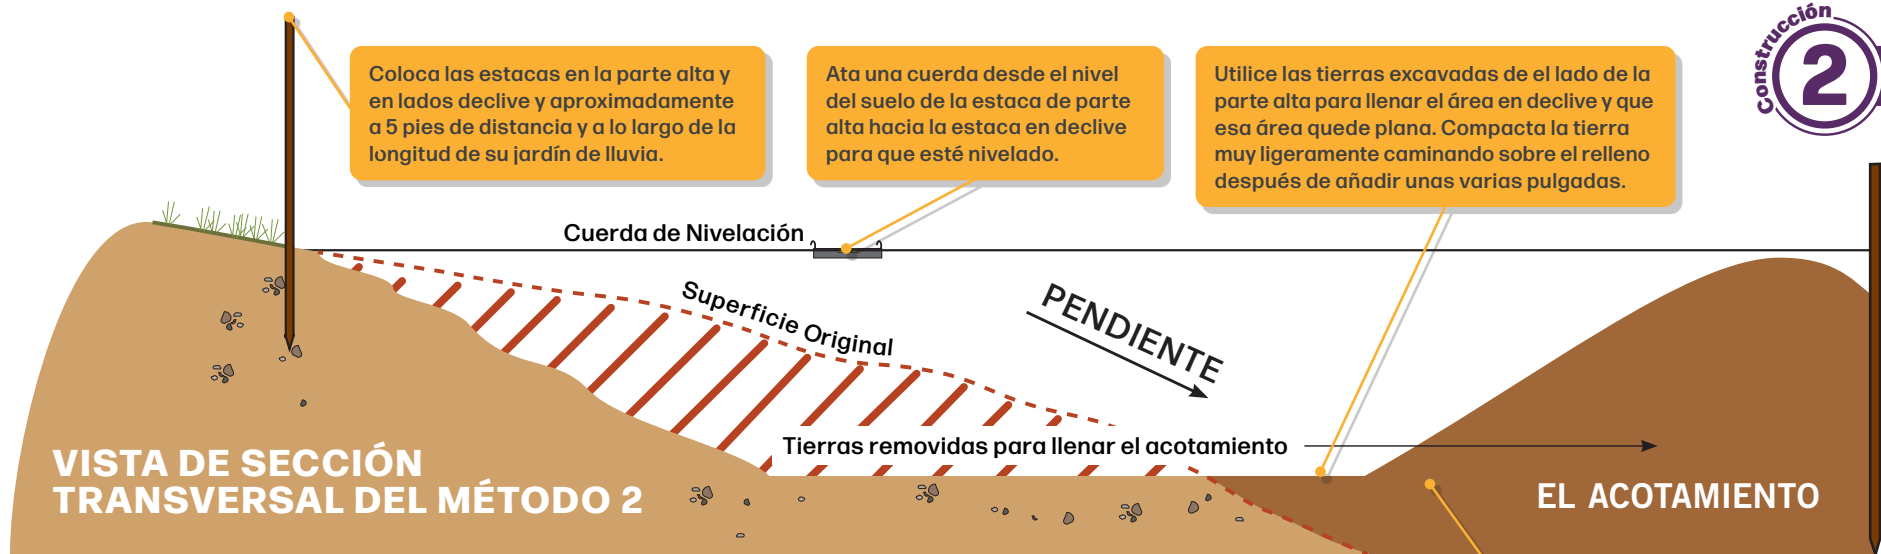 Construcción
2
Coloca las estacas en la parte alta y
en lados declive y aproximadamente
a 5 pies de distancia y a lo largo de la
longitud de su jardín de lluvia.
Ata una cuerda desde el nivel
del suelo de la estaca de parte
alta hacia la estaca en declive
para que esté nivelado.
Utilice las tierras excavadas de el lado de la
parte alta para llenar el área en declive y que
esa área quede plana. Compacta la tierra
muy ligeramente caminando sobre el relleno
después de añadir unas varias pulgadas.
Cuerda de Nivelación
Superficie Original
PENDIENTE
Tierras removidas para llenar el acotamiento
VISTA DE SECCIÓN
TRANSVERSAL DEL MÉTODO 2
EL ACOTAMIENTO